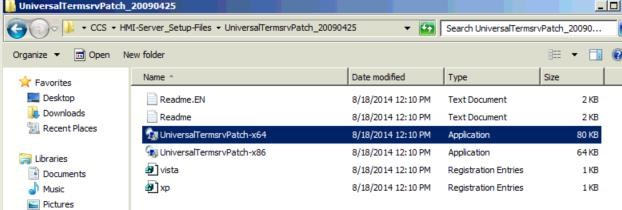 UniversalTermsrvPatch_20090425
CCS HMI-Server_Setup-Files UniversalTermsrvPatch_20090425 Search UniversalTermsrvPatch_20090...
Organize Open New folder
Favorites
Desktop
Downloads
Recent Places
Libraries
Documents
Music
Pictures
Name Date modified Type Size
Readme.EN 8/18/2014 12:10 PM Text Document 2 KB
Readme 8/18/2014 12:10 PM Text Document 2 KB
UniversalTermsrvPatch-x64 8/18/2014 12:10 PM Application 80 KB
UniversalTermsrvPatch-x86 8/18/2014 12:10 PM Application 64 KB
vista 8/18/2014 12:10 PM Registration Entries 1 KB
xp 8/18/2014 12:10 PM Registration Entries 1 KB